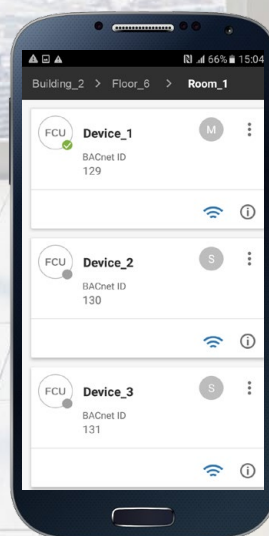 66% 15:04
Building_2 > Floor_6 > Room_1
FCU Device_1 M
BACnet ID
129
FCU Device_2 S
BACnet ID
130
FCU Device_3 S
BACnet ID
131